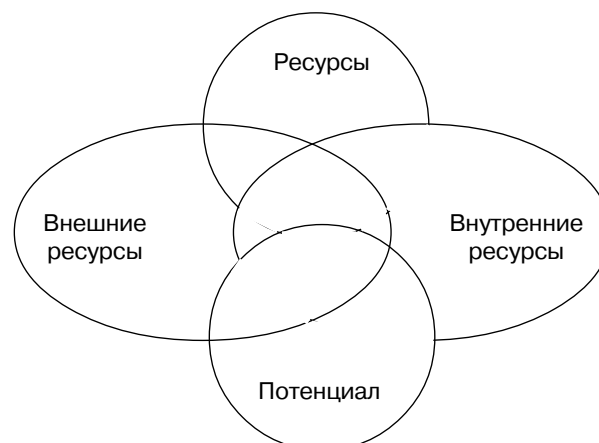 Ресурсы
Внешние
ресурсы
Внутренние
ресурсы
Потенциал